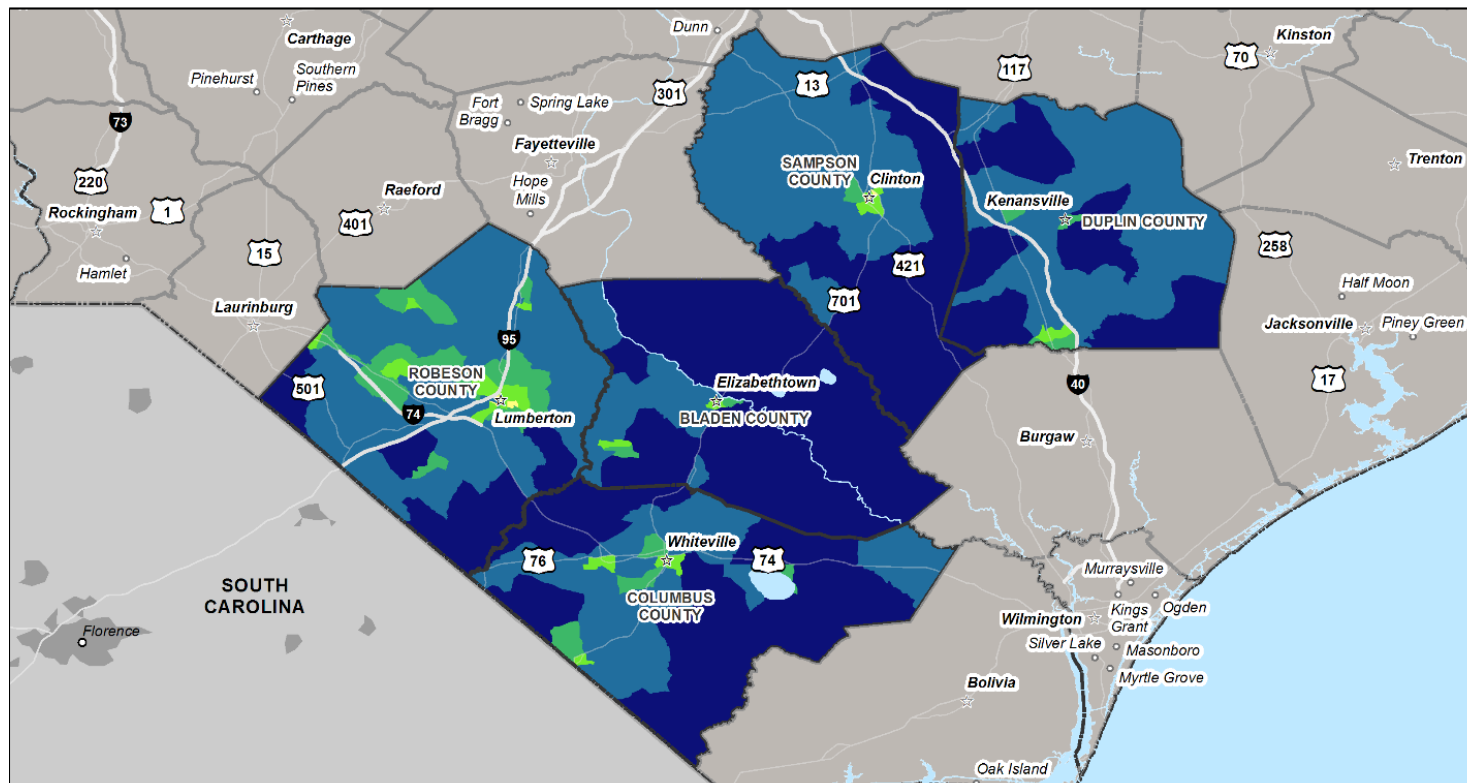 Carthage
Dunn
Kinston
Pinehurst
Southern
Pines
117
70
13
301
Fort
Bragg
Spring Lake
73
Fayetteville
SAMPSON
COUNTY
Clinton
Trenton
220
Raeford
Hope
Mills
Kenansville
Rockingham
1
401
DUPLIN COUNTY
15
258
Hamlet
421
Half Moon
701
Laurinburg
Jacksonville
Piney Green
95
ROBESON
COUNTY
Elizabethtown
40
17
501
74
Lumberton
BLADEN COUNTY
Burgaw
Whiteville
76
74
SOUTH
CAROLINA
COLUMBUS
COUNTY
Murraysville
Wilmington
Kings
Grant
Ogden
Florence
Silver Lake
Masonboro
Myrtle Grove
Bolivia
Oak Island